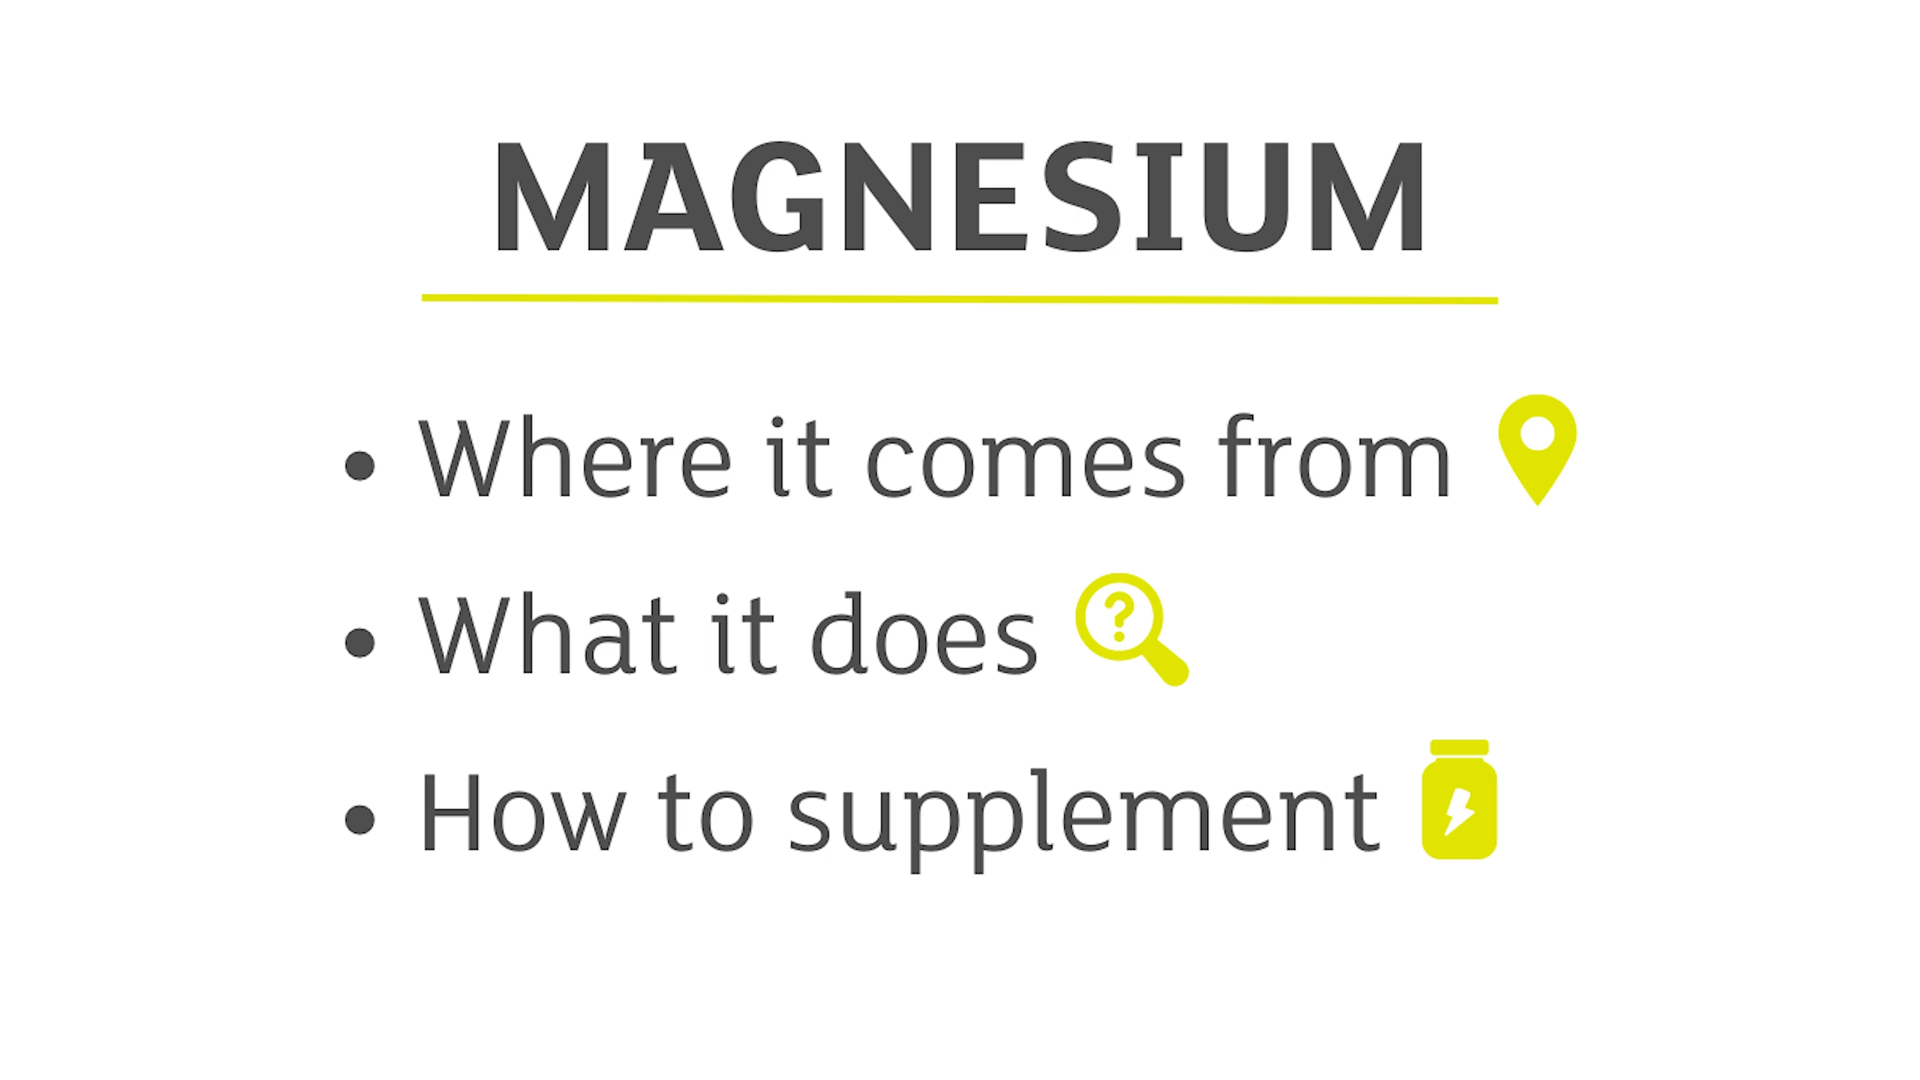 MAGNESIUM
• Where it comes from
• What it does
• How to supplement